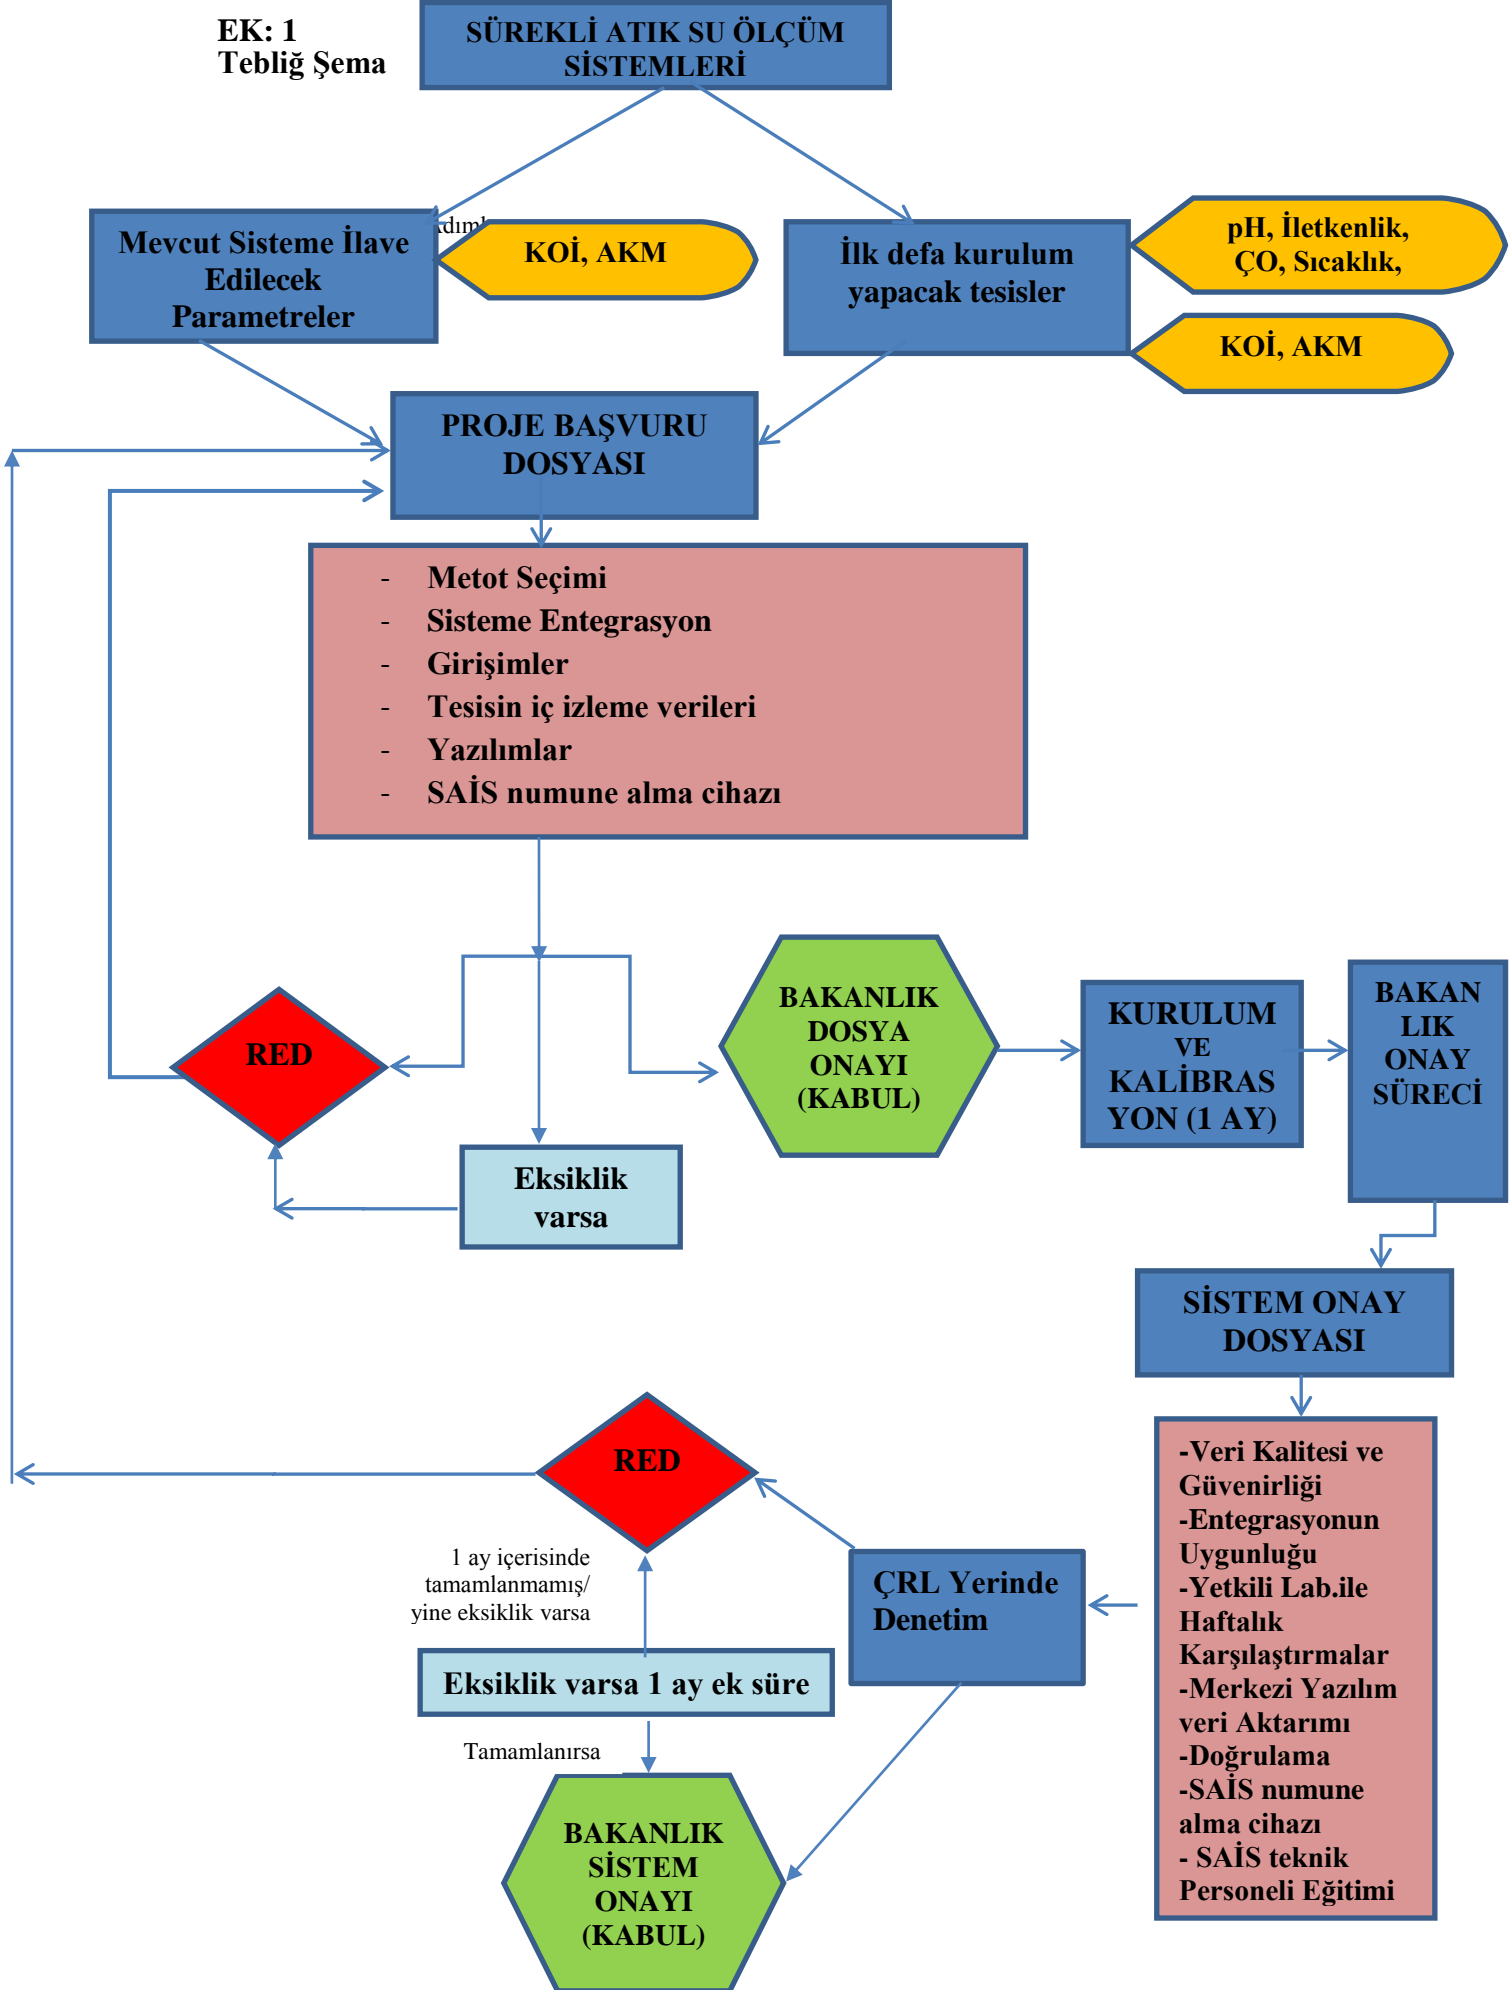 EK: 1
Tebliğ Şema
SÜREKLİ ATIK SU ÖLÇÜM
SİSTEMLERİ
Mevcut Sisteme İlave
Edilecek
Parametreler
KOİ, AKM
İlk defa kurulum
yapacak tesisler
pH, İletkenlik,
ÇO, Sıcaklık,
KOİ, AKM
PROJE BAŞVURU
DOSYASI
- Metot Seçimi
- Sisteme Entegrasyon
- Girişimler
- Tesisin iç izleme verileri
- Yazılımlar
- SAİS numune alma cihazı
RED
Eksiklik
varsa
BAKANLIK
DOSYA
ONAYI
(KABUL)
KURULUM
VE
KALİBRAS
YON (1 AY)
BAKAN
LIK
ONAY
SÜRECİ
SİSTEM ONAY
DOSYASI
-Veri Kalitesi ve
Güvenirliği
-Entegrasyonun
Uygunluğu
-Yetkili Lab.ile
Haftalık
Karşılaştırmalar
-Merkezi Yazılım
veri Aktarımı
-Doğrulama
-SAİS numune
alma cihazı
- SAİS teknik
Personeli Eğitimi
ÇRL Yerinde
Denetim
RED
1 ay içerisinde
tamamlanmamış/
yine eksiklik varsa
Eksiklik varsa 1 ay ek süre
Tamamlanırsa
BAKANLIK
SİSTEM
ONAYI
(KABUL)